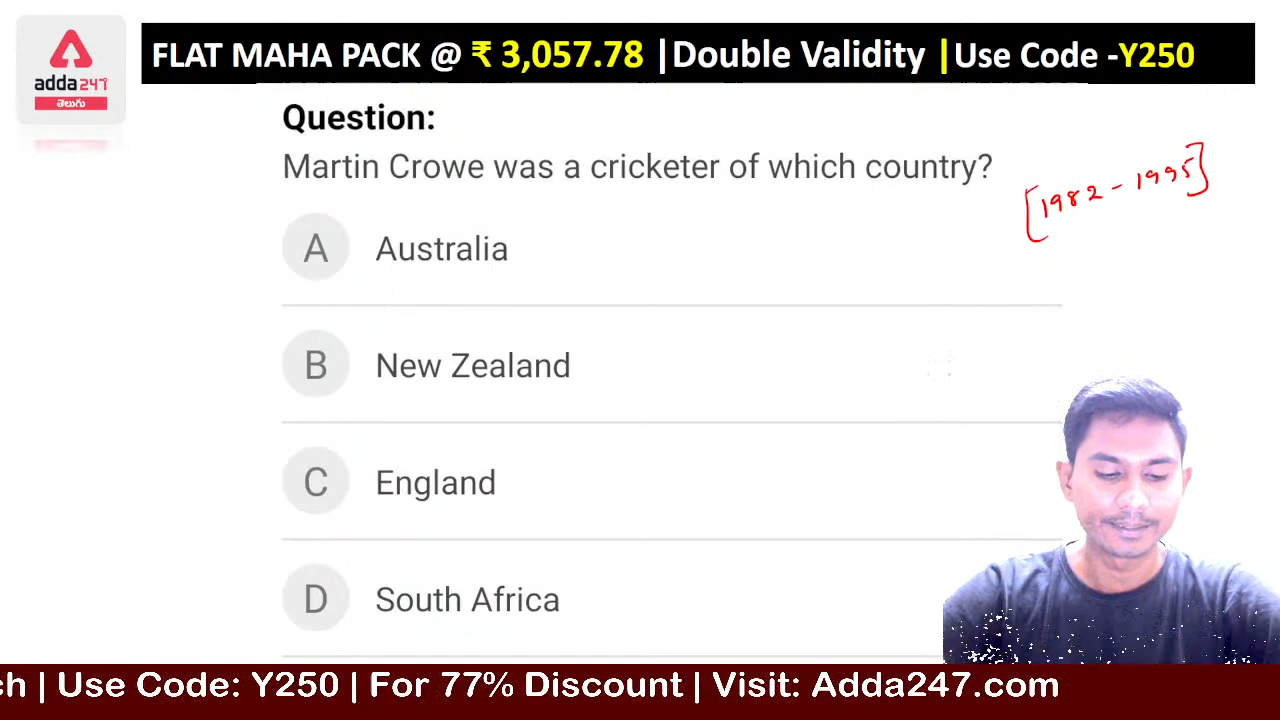 FLAT MAHA PACK @ ₹ 3,057.78 |Double Validity |Use Code -Y250
adda247
తెలుగు
Question:
Martin Crowe was a cricketer of which country?
[1982 - 1995]
A Australia
B New Zealand
C England
D South Africa
ch | Use Code: Y250 | For 77% Discount | Visit: Adda247.com